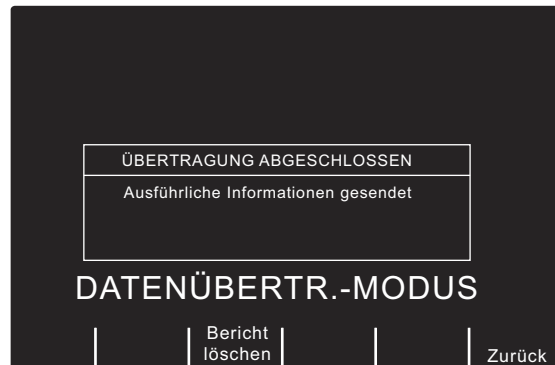 ÜBERTRAGUNG ABGESCHLOSSEN
Ausführliche Informationen gesendet
DATENÜBERTR.-MODUS
Bericht
löschen
Zurück